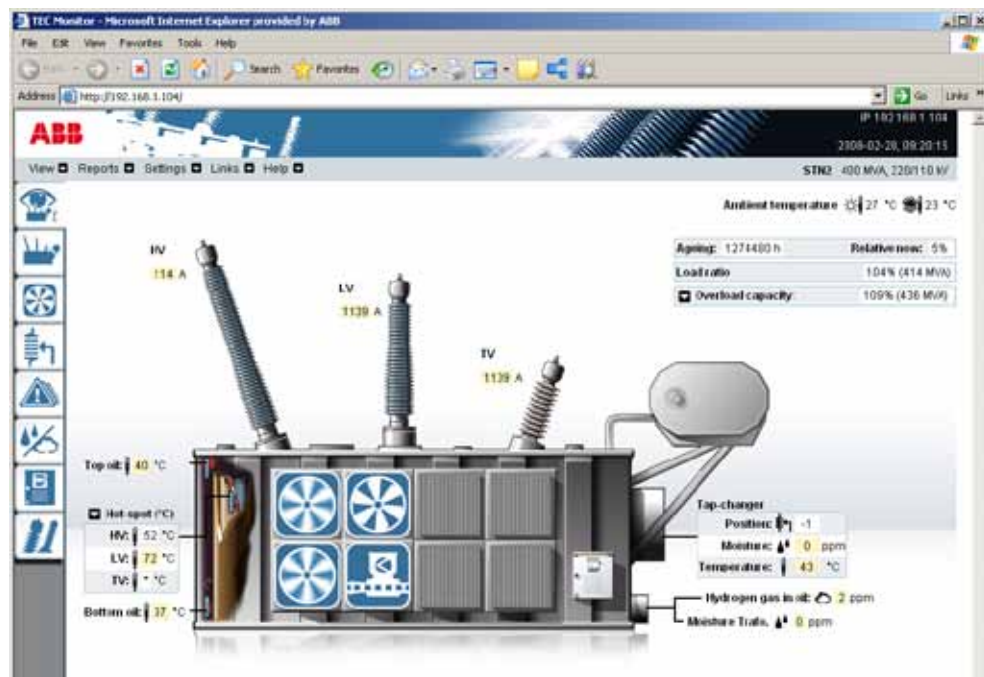 TEC Monitor - Microsoft Internet Explorer provided by ABB
File Edit View Favorites Tools Help
Search Favorites
Address http://192.168.1.104/ Go Links
ABB
IP 192.168.1.104
2008-02-28, 09:20:15
View Reports Settings Links Help
STN2 400 MVA, 220/110 kV
Ambient temperature 27 °C 23 °C
Ageing: 1274480 h Relative new: 5%
Load ratio 104% (414 MVA)
Overload capacity: 109% (436 MVA)
HV
A
LV
1139 A
TV
1139 A
Top oil: 40 °C
Hot-spot (°C)
HV: 52 °C
LV: 72 °C
TV: * °C
Bottom oil: 37 °C
Tap-changer
Position: -1
Moisture: 0 ppm
Temperature: 43 °C
Hydrogen gas in oil: 2 ppm
Moisture Trafo. 0 ppm